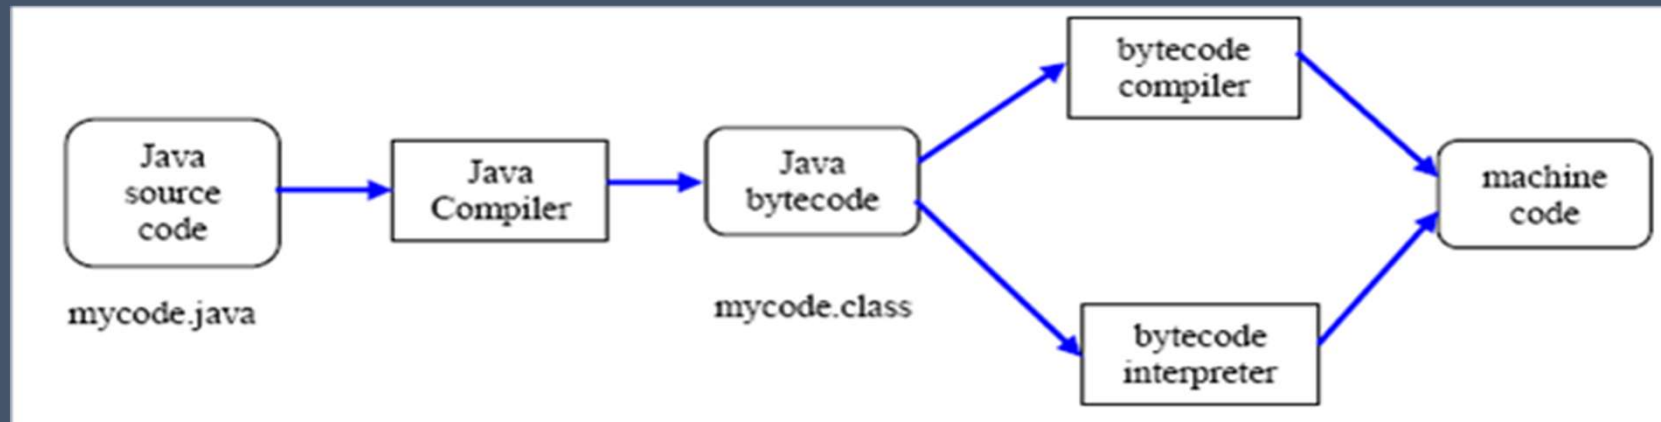 Java
source
code
mycode.java
Java
Compiler
Java
bytecode
mycode.class
bytecode
compiler
bytecode
interpreter
machine
code